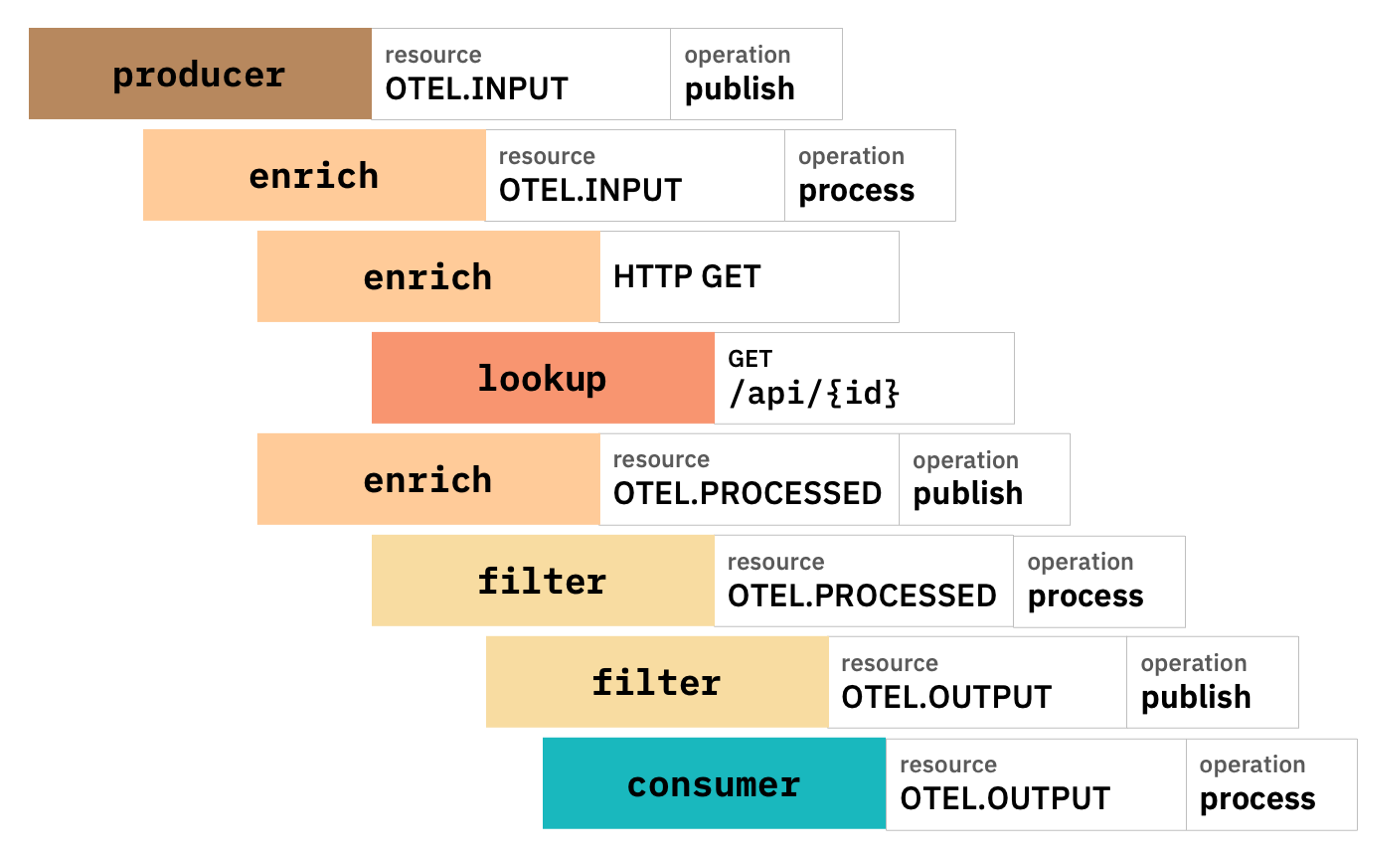 producer
resource operation
OTEL.INPUT publish
enrich
resource operation
OTEL.INPUT process
enrich
HTTP GET
lookup
GET
/api/{id}
enrich
resource operation
OTEL.PROCESSED publish
filter
resource operation
OTEL.PROCESSED process
filter
resource operation
OTEL.OUTPUT publish
consumer
resource operation
OTEL.OUTPUT process